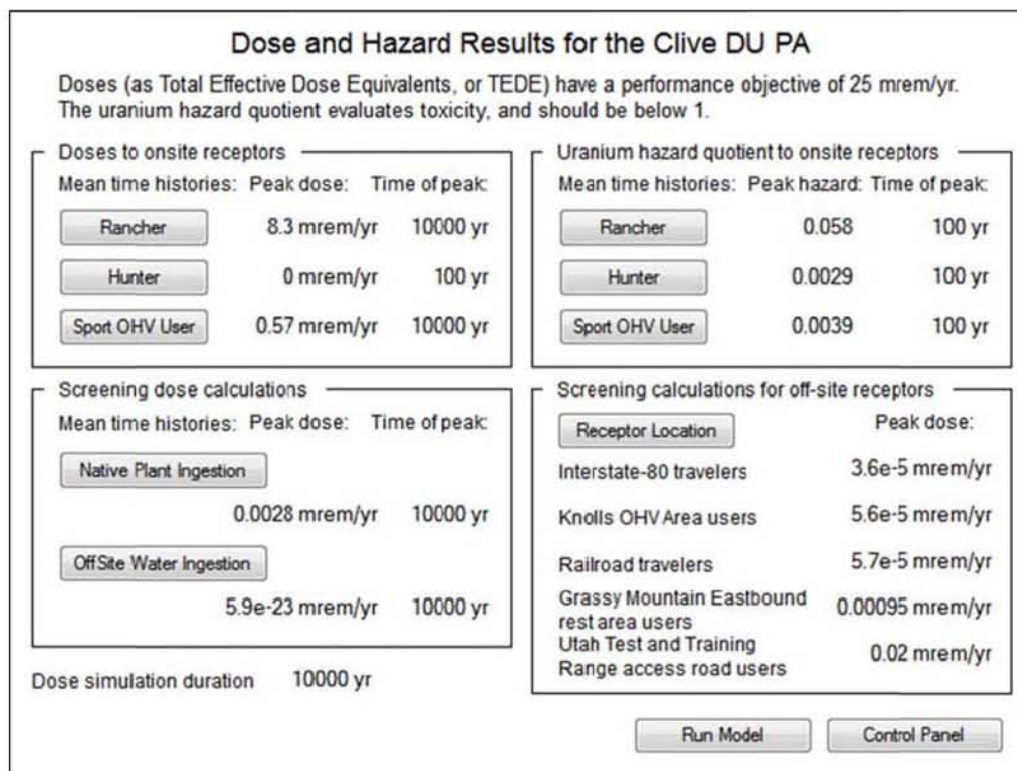 Dose and Hazard Results for the Clive DU PA
Doses (as Total Effective Dose Equivalents, or TEDE) have a performance objective of 25 mrem/yr.
The uranium hazard quotient evaluates toxicity, and should be below 1.
Doses to onsite receptors
Mean time histories: Peak dose: Time of peak:
Rancher 8.3 mrem/yr 10000 yr
Hunter 0 mrem/yr 100 yr
Sport OHV User 0.57 mrem/yr 10000 yr
Uranium hazard quotient to onsite receptors
Mean time histories: Peak hazard: Time of peak:
Rancher 0.058 100 yr
Hunter 0.0029 100 yr
Sport OHV User 0.0039 100 yr
Screening dose calculations
Mean time histories: Peak dose: Time of peak:
Native Plant Ingestion
0.0028 mrem/yr 10000 yr
OffSite Water Ingestion
5.9e-23 mrem/yr 10000 yr
Screening calculations for off-site receptors
Receptor Location Peak dose:
Interstate-80 travelers 3.6e-5 mrem/yr
Knolls OHV Area users 5.6e-5 mrem/yr
Railroad travelers 5.7e-5 mrem/yr
Grassy Mountain Eastbound
rest area users 0.00095 mrem/yr
Utah Test and Training
Range access road users 0.02 mrem/yr
Dose simulation duration 10000 yr
Run Model Control Panel